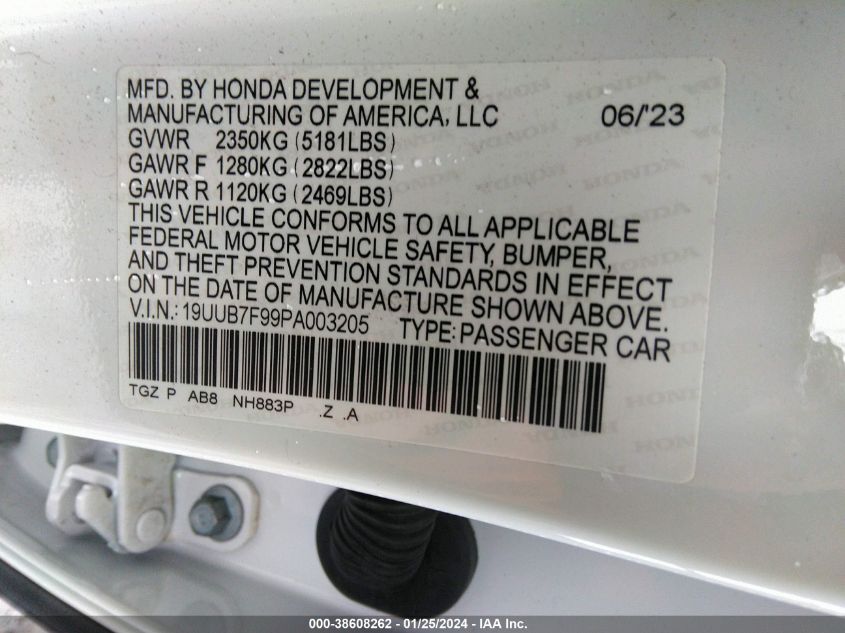 MFD. BY HONDA DEVELOPMENT &
MANUFACTURING OF AMERICA, LLC 06/'23
GVWR 2350KG (5181LBS)
GAWR F 1280KG (2822LBS)
GAWR R 1120KG (2469LBS)
THIS VEHICLE CONFORMS TO ALL APPLICABLE
FEDERAL MOTOR VEHICLE SAFETY, BUMPER,
AND THEFT PREVENTION STANDARDS IN EFFECT
ON THE DATE OF MANUFACTURE SHOWN ABOVE.
V.I.N.: 19UUB7F99PA003205 TYPE: PASSENGER CAR
TGZ P AB8 NH883P .Z .A
000-38608262 - 01/25/2024 - IAA Inc.